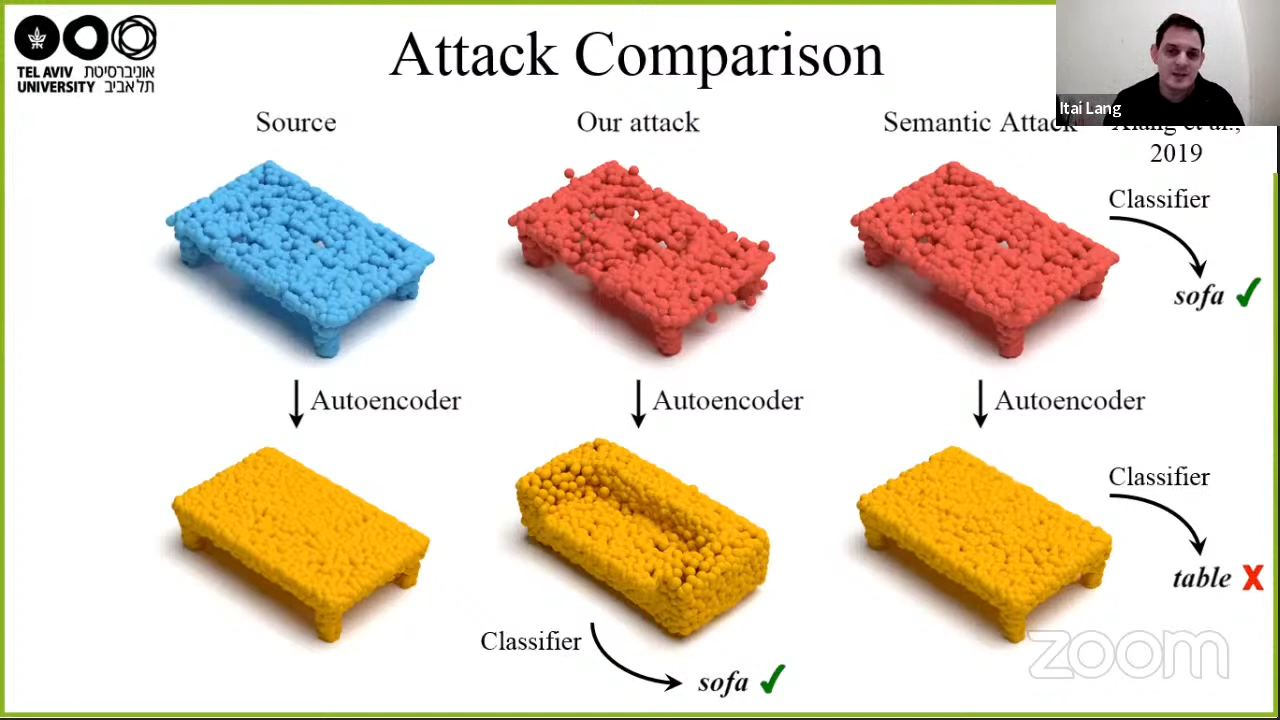 TEL AVIV אוניברסיטת
UNIVERSITY תל אביב
Attack Comparison
Itai Lang
Source
Our attack
Semantic Attack
2019
Classifier
sofa
Autoencoder
Autoencoder
Autoencoder
Classifier
table X
Classifier
sofa
zoom